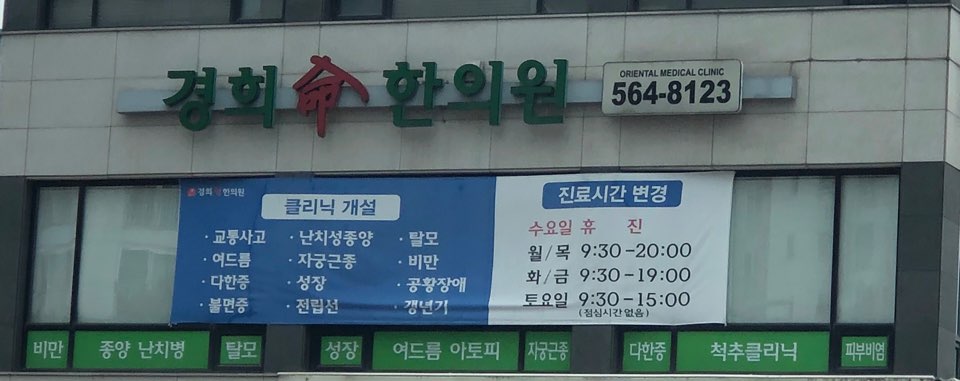 경희命한의원
ORIENTAL MEDICAL CLINIC
564-8123
경희命한의원
클리닉 개설
· 교통사고 · 난치성종양 · 탈모
· 여드름 · 자궁근종 · 비만
· 다한증 · 성장 · 공황장애
· 불면증 · 전립선 · 갱년기
진료시간 변경
수요일 휴 진
월/목 9:30-20:00
화/금 9:30-19:00
토요일 9:30-15:00
(점심시간없음)
비만 종양 난치병 탈모 성장 여드름 아토피 자궁근종 다한증 척추클리닉 피부비염